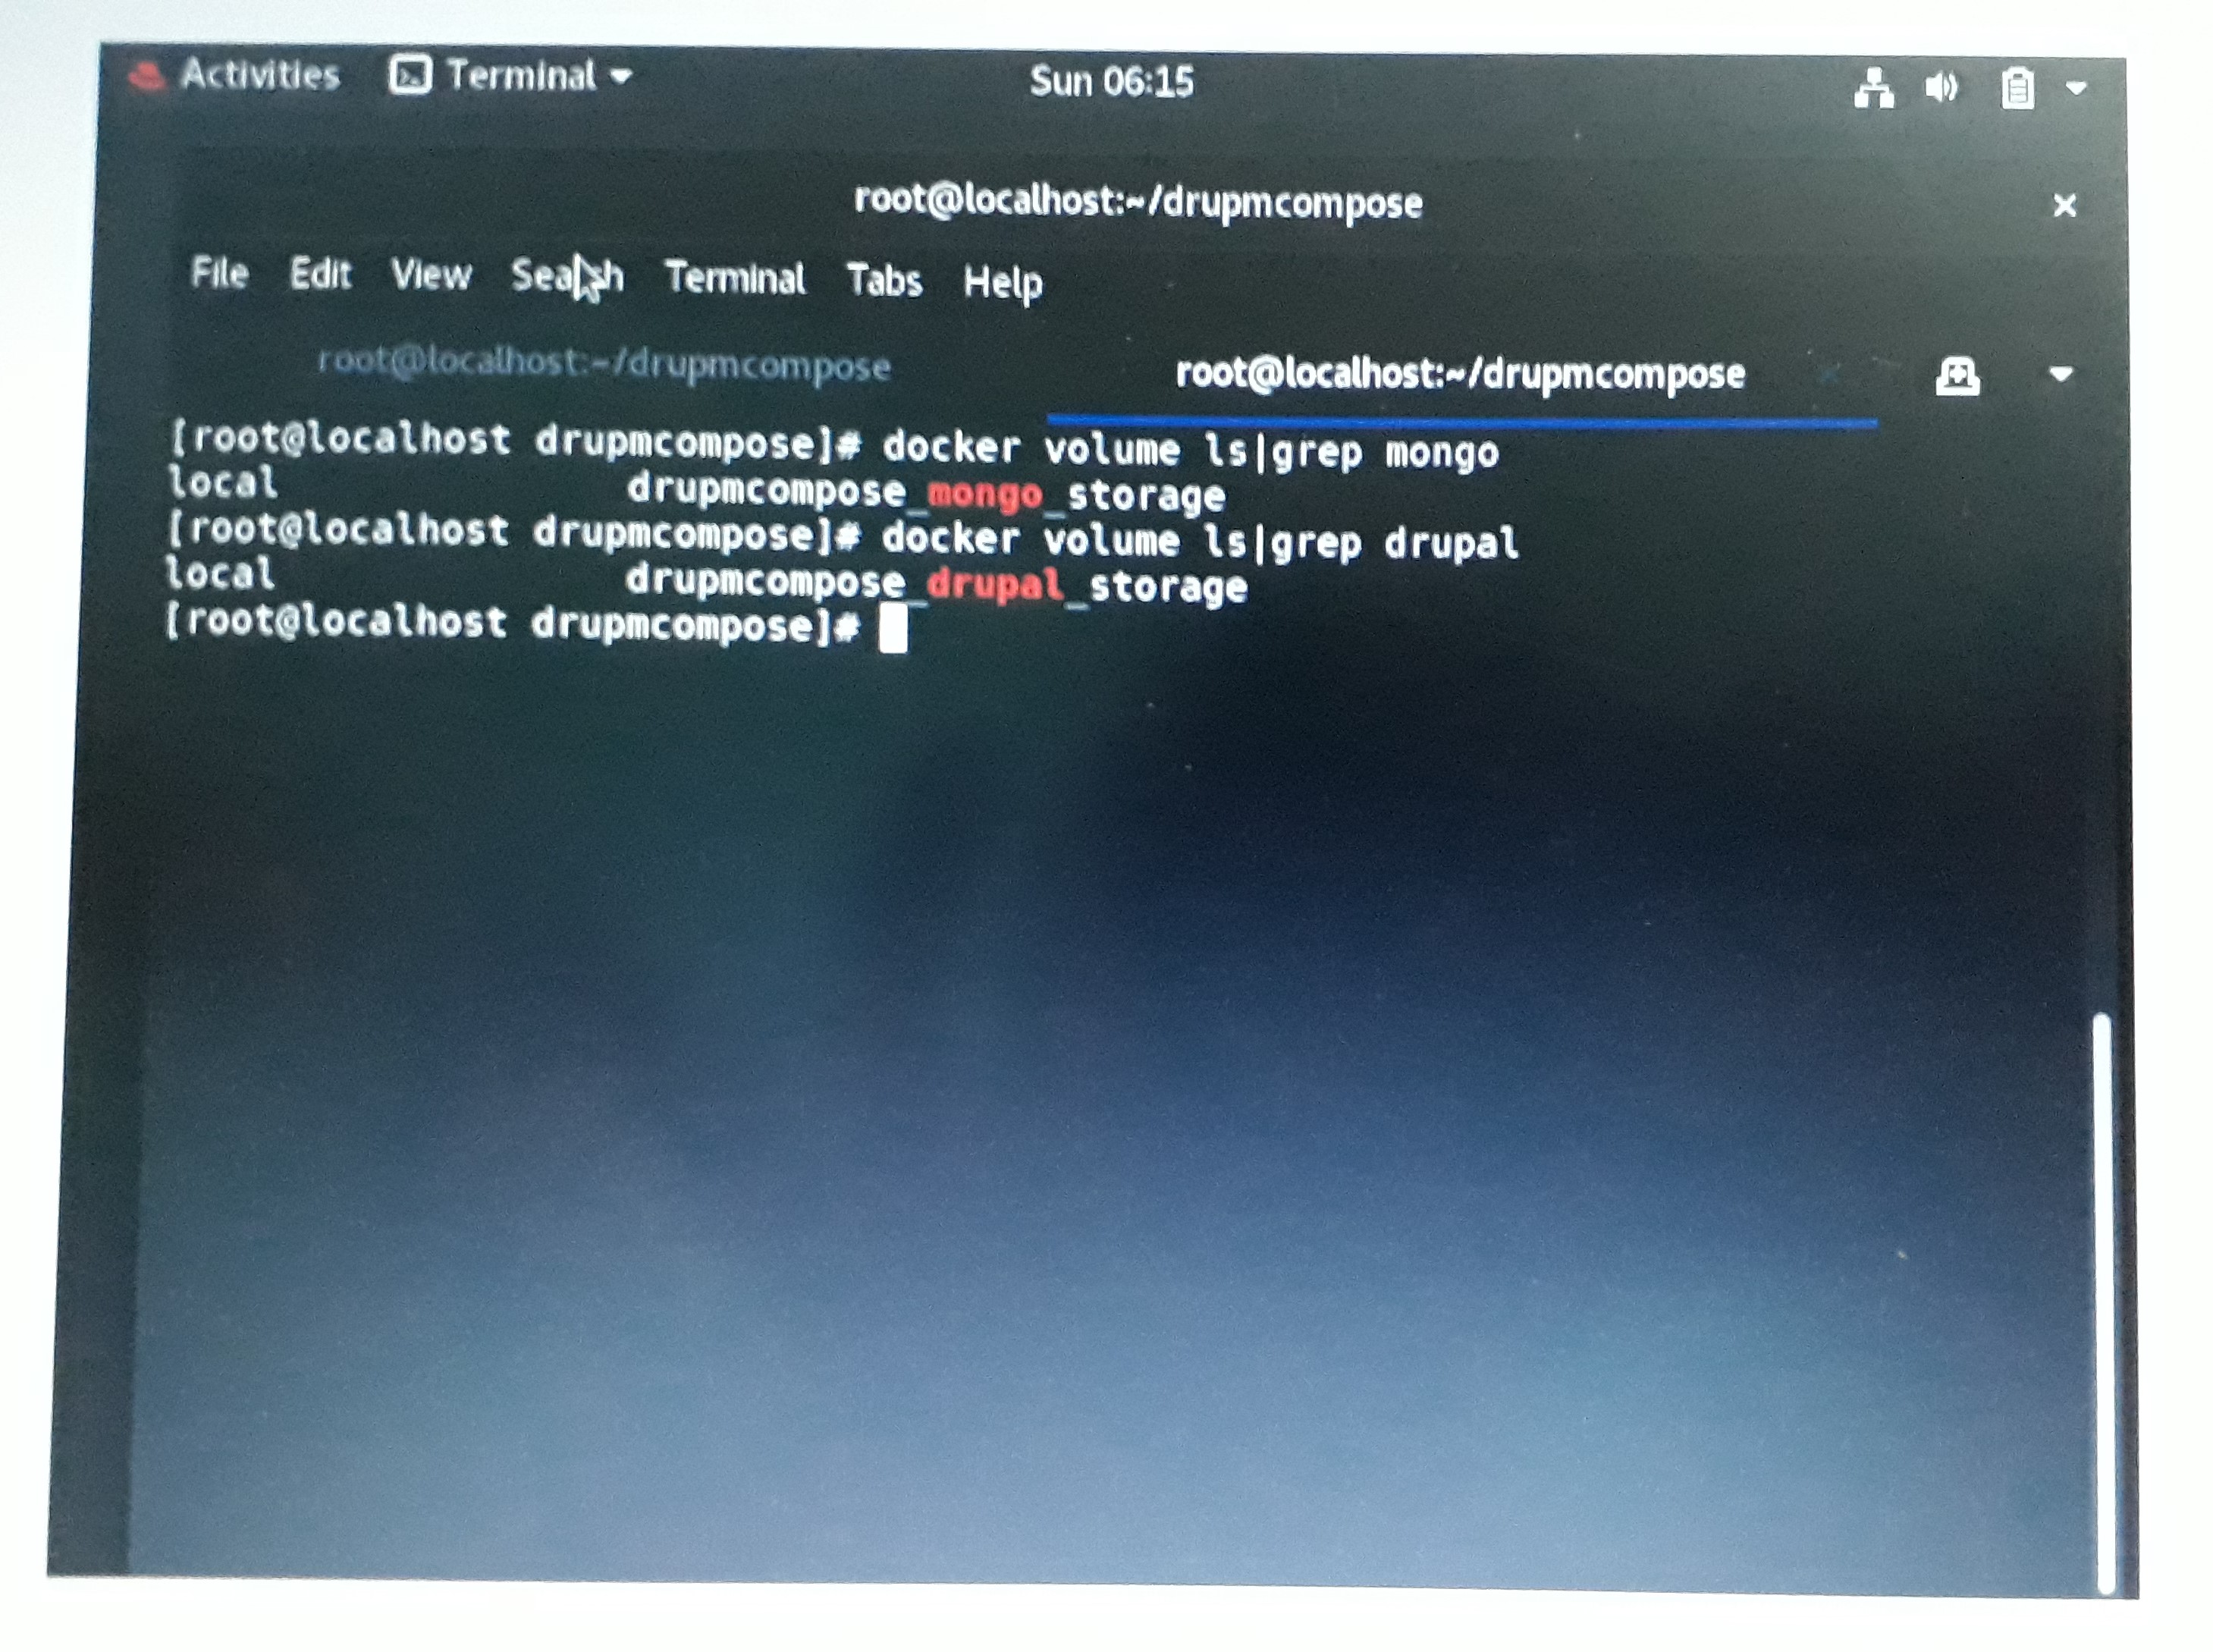 Activities Terminal Sun 06:15
root@localhost:~/drupmcompose
File Edit View Search Terminal Tabs Help
root@localhost:~/drupmcompose root@localhost:~/drupmcompose
[root@localhost drupmcompose]# docker volume ls|grep mongo
local drupmcompose_mongo_storage
[root@localhost drupmcompose]# docker volume ls|grep drupal
local drupmcompose_drupal_storage
[root@localhost drupmcompose]#